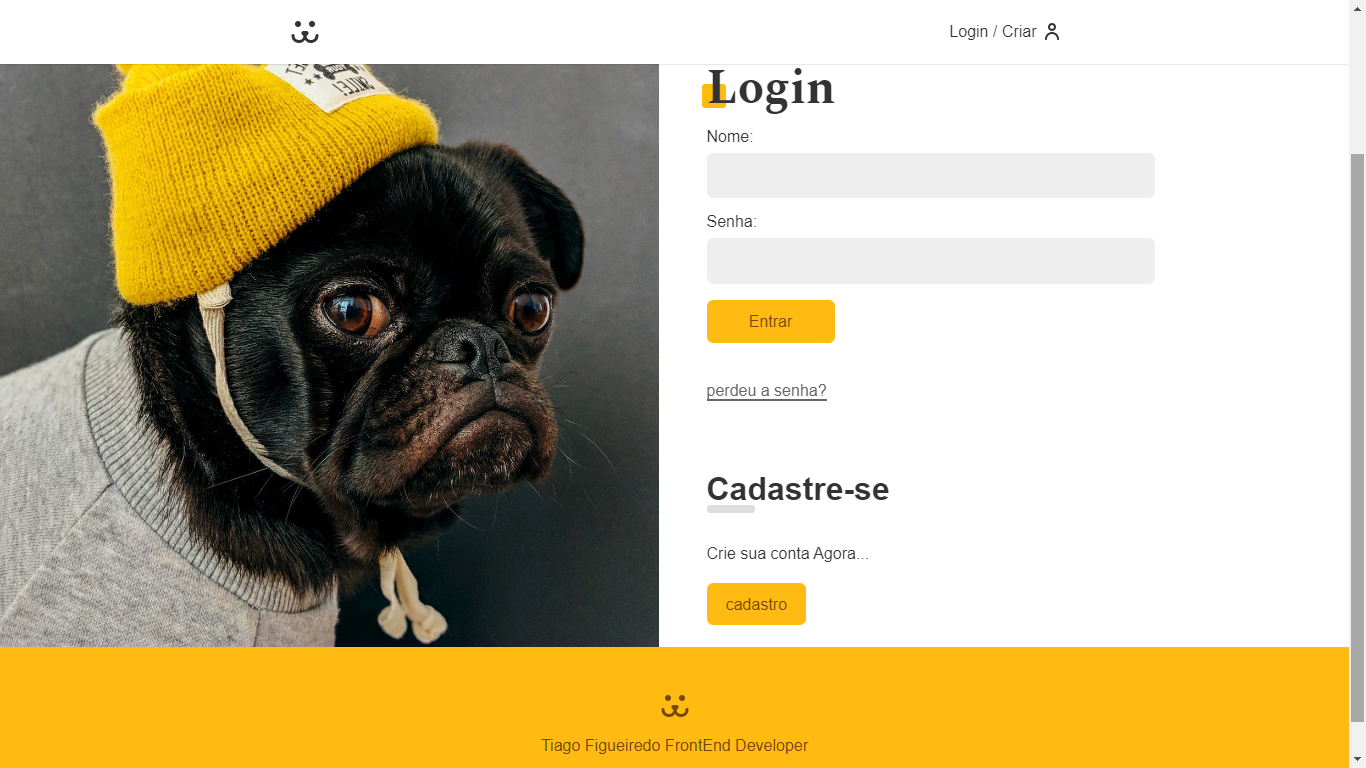 Login / Criar
Login
Nome:
Senha:
Entrar
perdeu a senha?
Cadastre-se
Crie sua conta Agora...
cadastro
Tiago Figueiredo FrontEnd Developer